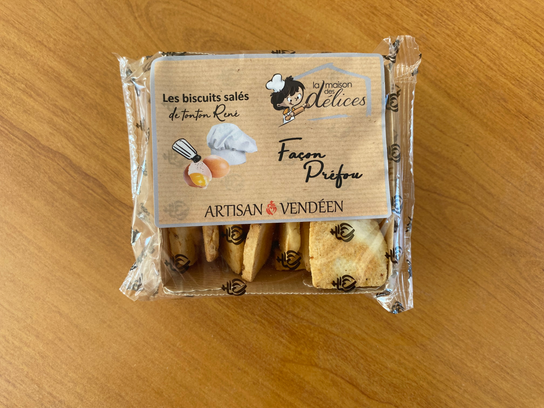 Les biscuits salés
de tonton René
la maison
des
délices
Façon
Préfou
ARTISAN VENDÉEN